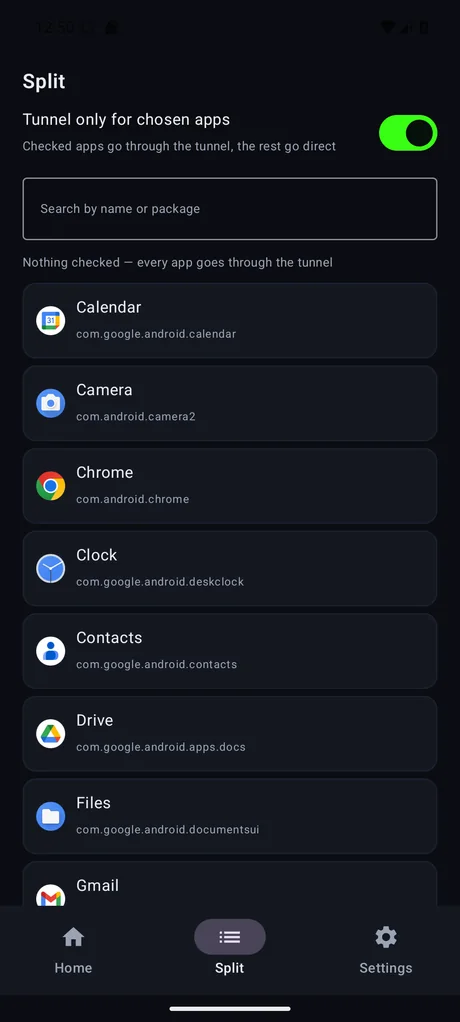 12:50
Split
Tunnel only for chosen apps
Checked apps go through the tunnel, the rest go direct
Search by name or package
Nothing checked — every app goes through the tunnel
31
Calendar
com.google.android.calendar
Camera
com.android.camera2
Chrome
com.android.chrome
Clock
com.google.android.deskclock
Contacts
com.google.android.contacts
Drive
com.google.android.apps.docs
Files
com.google.android.documentsui
Gmail
Home
Split
Settings